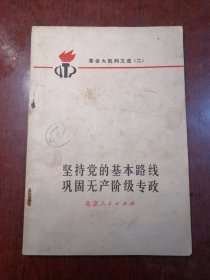 革命大批判文选（二）
坚持党的基本路线
巩固无产阶级专政
北京人民出版社